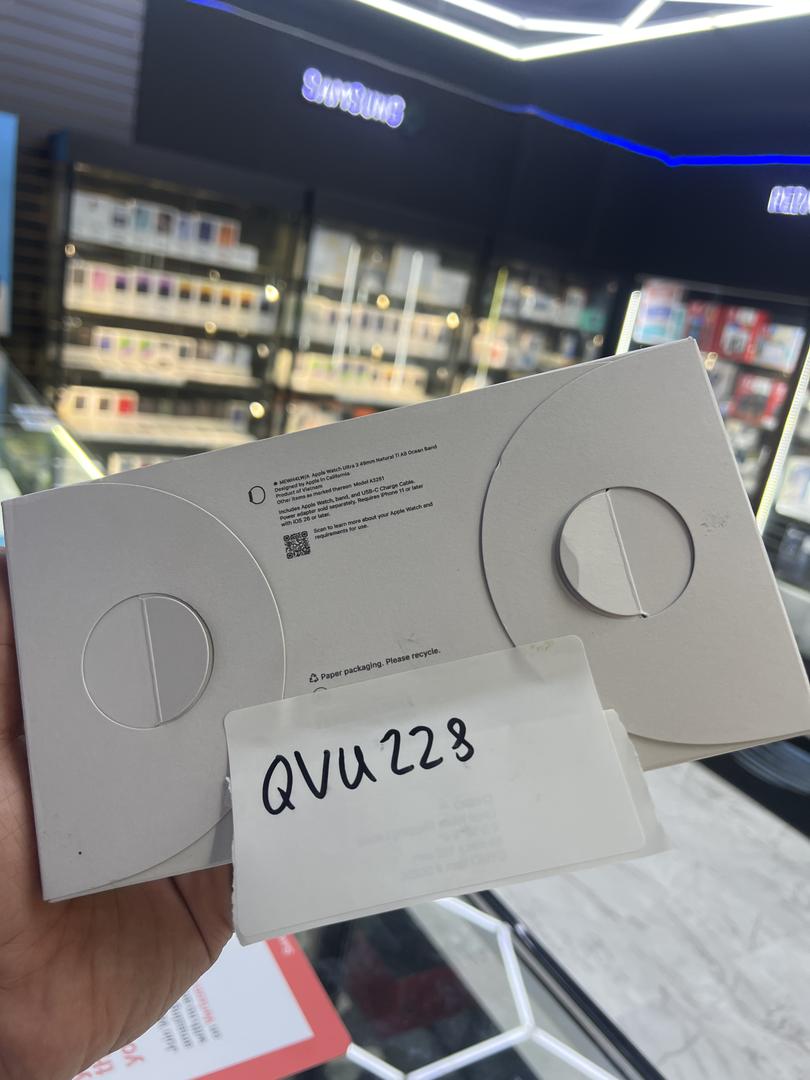 SAMSUNG
MEWH4LW/A Apple Watch Ultra 3 49mm Natural Ti AB Ocean Band
Designed by Apple in California
Product of Vietnam
Other items as marked thereon Model A3281
Includes Apple Watch, band, and USB-C Charge Cable.
Power adapter sold separately. Requires iPhone 11 or later
with iOS 26 or later.
Scan to learn more about your Apple Watch and
requirements for use.
Paper packaging. Please recycle.
QVU228